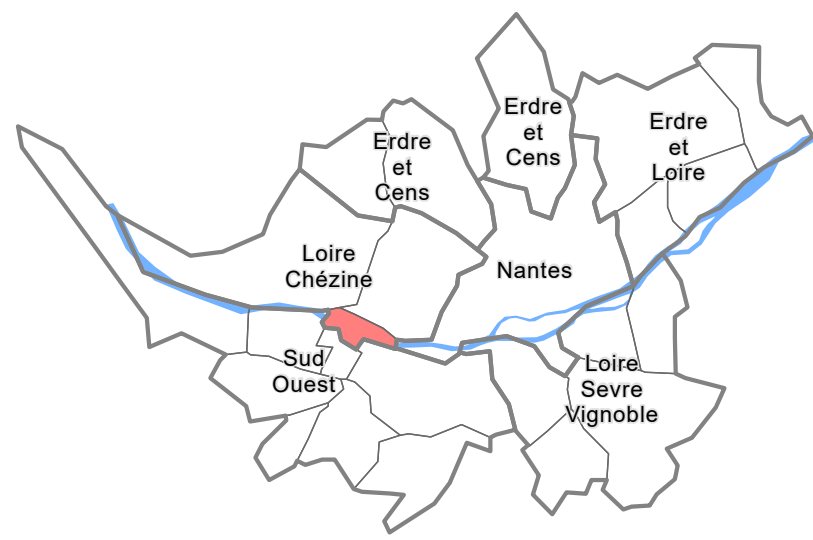 Erdre
et
Cens
Erdre
et
Cens
Erdre
et
Loire
Loire
Chézine
Nantes
Sud
Ouest
Loire
Sevre
Vignoble